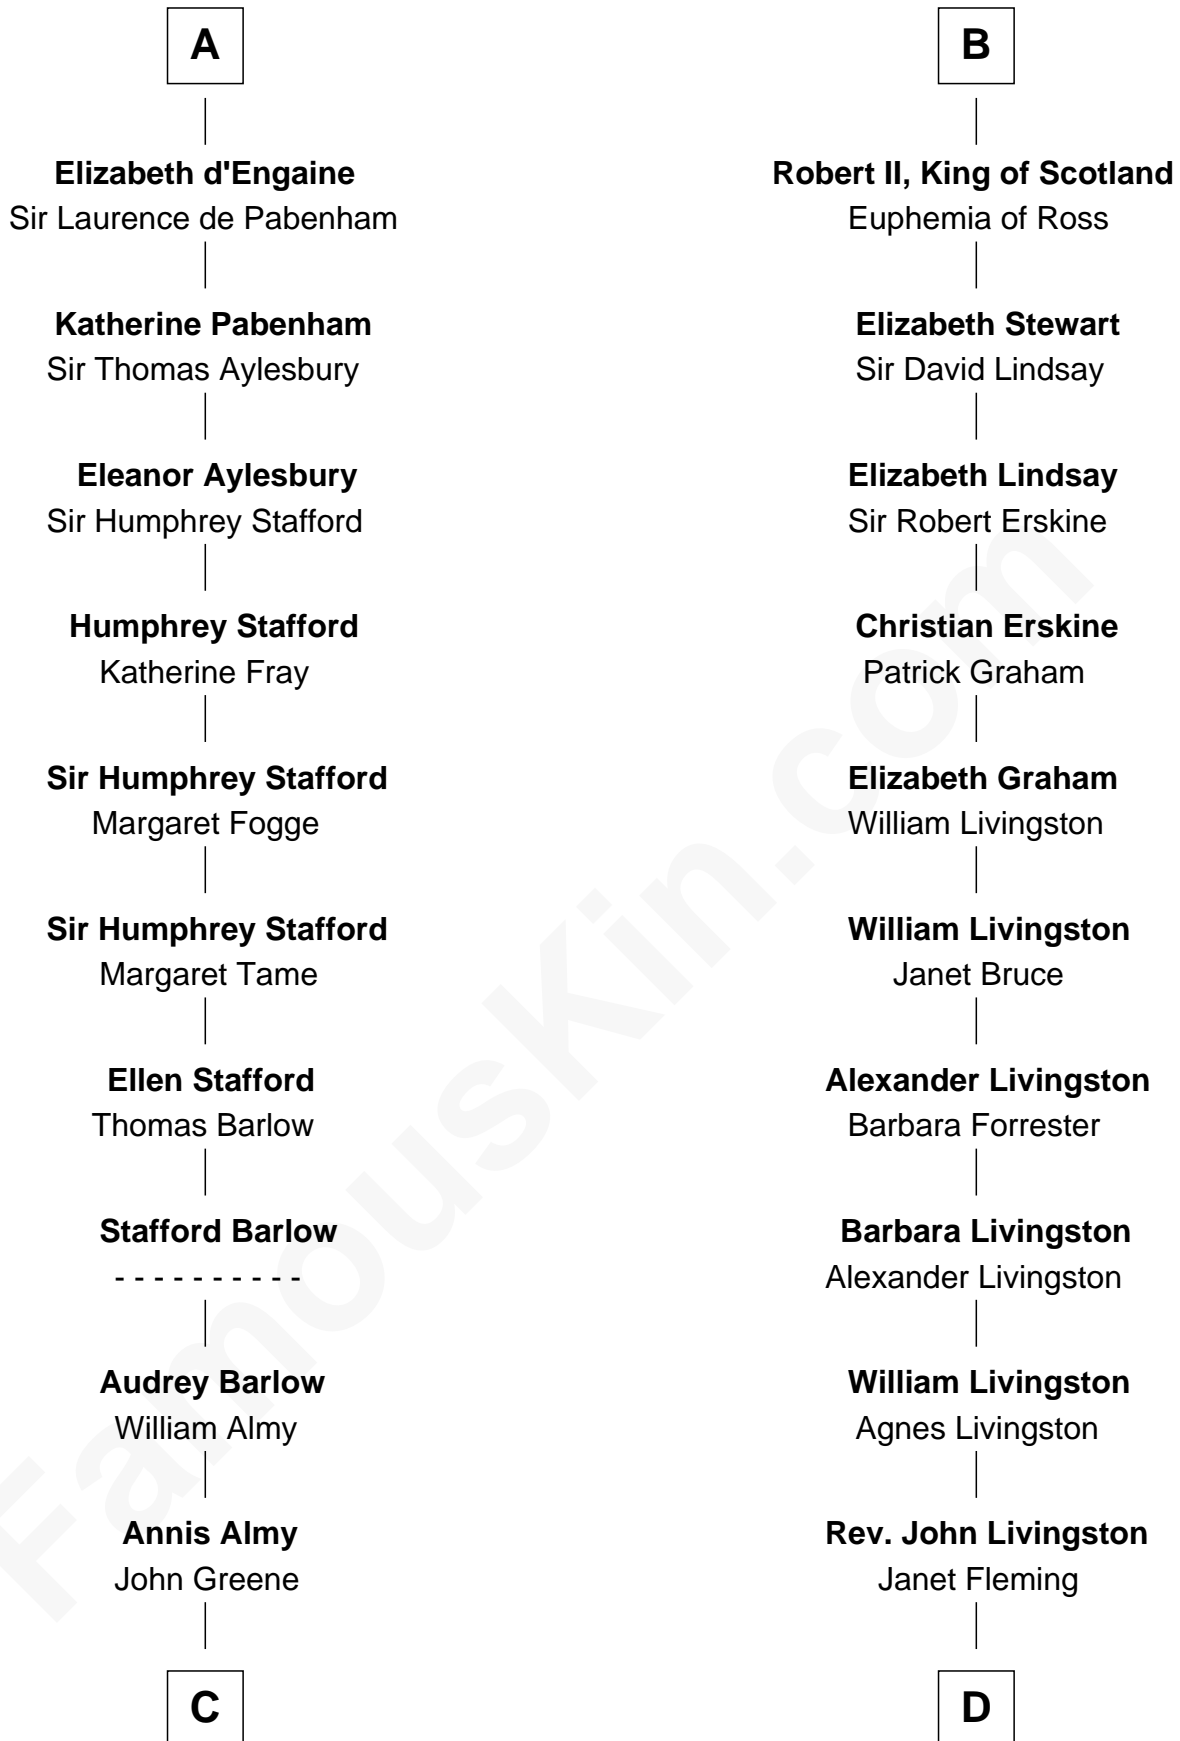 A
Elizabeth d'Engaine
Sir Laurence de Pabenham
Katherine Pabenham
Sir Thomas Aylesbury
Eleanor Aylesbury
Sir Humphrey Stafford
Humphrey Stafford
Katherine Fray
Sir Humphrey Stafford
Margaret Fogge
Sir Humphrey Stafford
Margaret Tame
Ellen Stafford
Thomas Barlow
Stafford Barlow
- - - - - - - - - -
Audrey Barlow
William Almy
Annis Almy
John Greene
C
B
Robert II, King of Scotland
Euphemia of Ross
Elizabeth Stewart
Sir David Lindsay
Elizabeth Lindsay
Sir Robert Erskine
Christian Erskine
Patrick Graham
Elizabeth Graham
William Livingston
William Livingston
Janet Bruce
Alexander Livingston
Barbara Forrester
Barbara Livingston
Alexander Livingston
William Livingston
Agnes Livingston
Rev. John Livingston
Janet Fleming
D
FamousKin.com